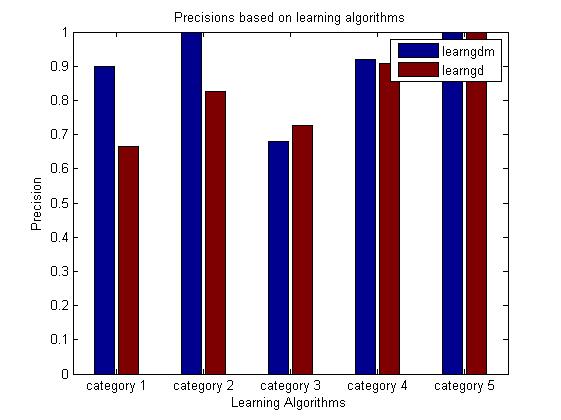 Precisions based on learning algorithms
learngdm
learngd
Precision
1
0.9
0.8
0.7
0.6
0.5
0.4
0.3
0.2
0.1
0
category 1 category 2 category 3 category 4 category 5
Learning Algorithms